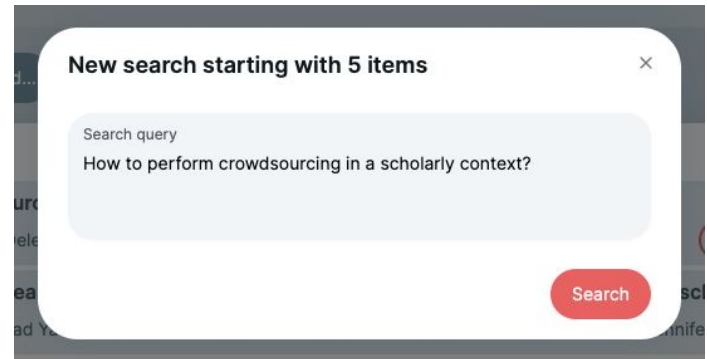 New search starting with 5 items
d...
Search query
How to perform crowdsourcing in a scholarly context?
Search